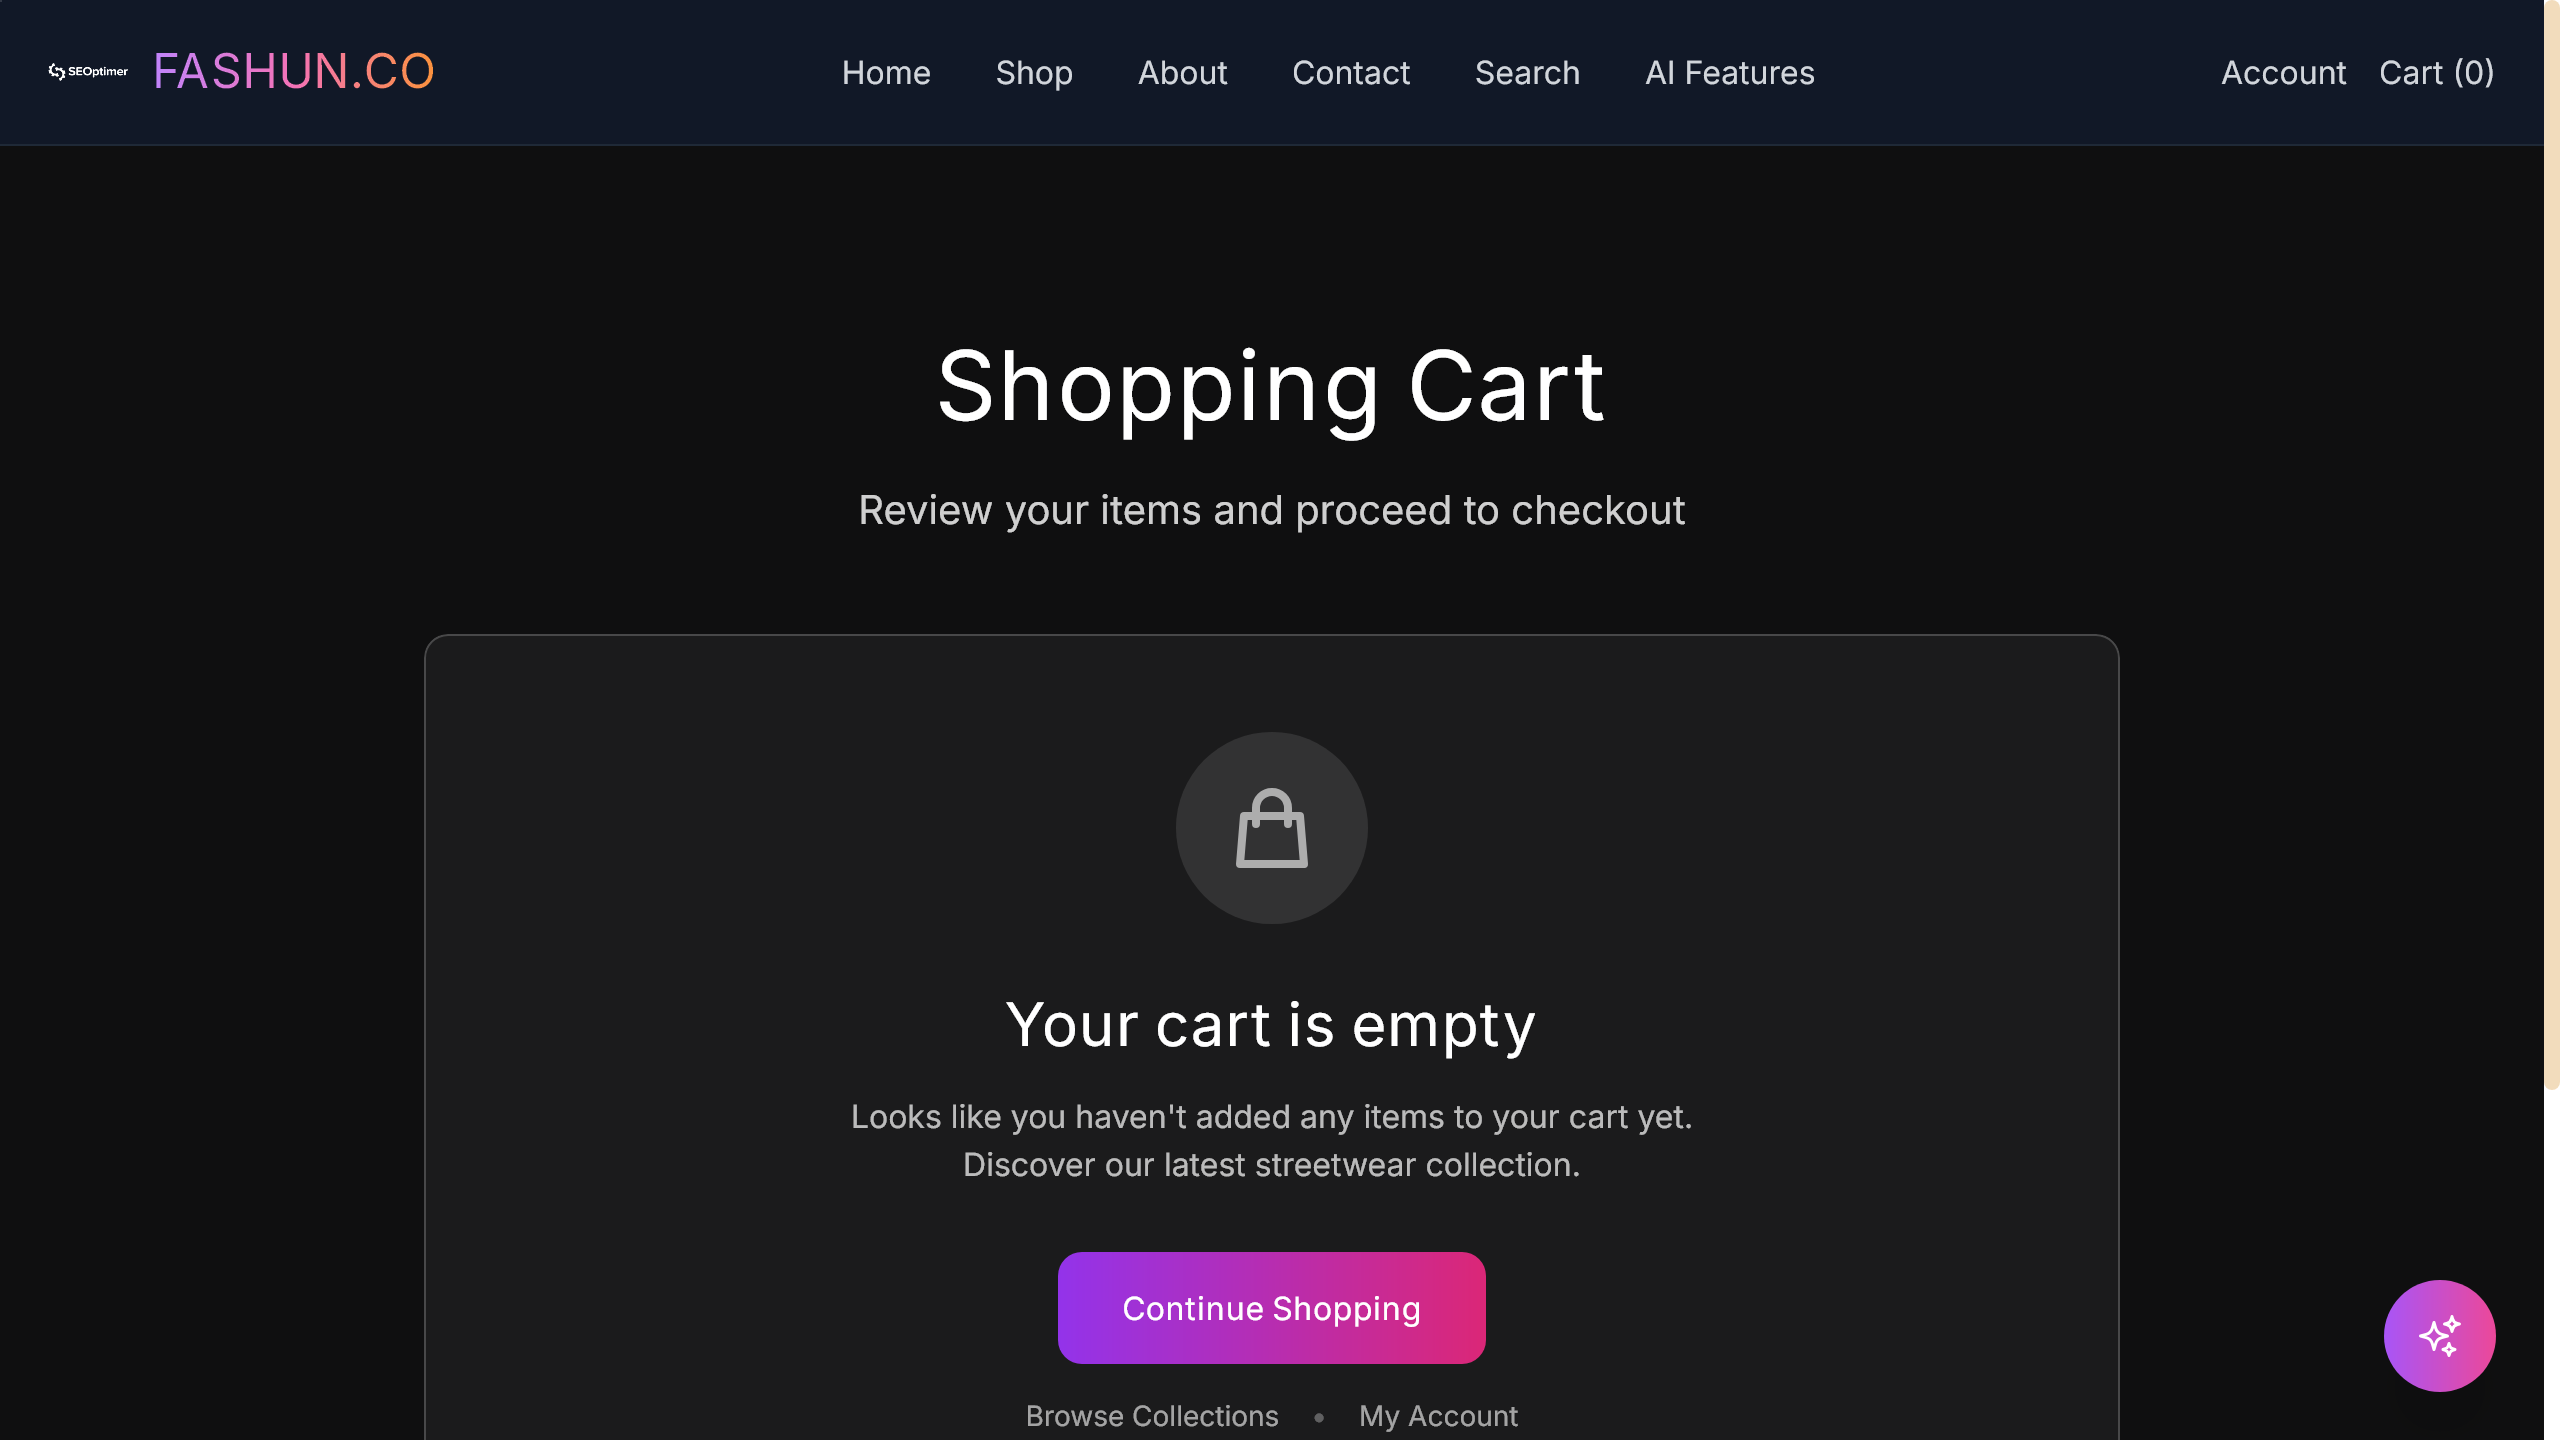 SEOptimer FASHUN.CO Home Shop About Contact Search AI Features Account Cart (0)
Shopping Cart
Review your items and proceed to checkout
Your cart is empty
Looks like you haven't added any items to your cart yet.
Discover our latest streetwear collection.
Continue Shopping
Browse Collections • My Account